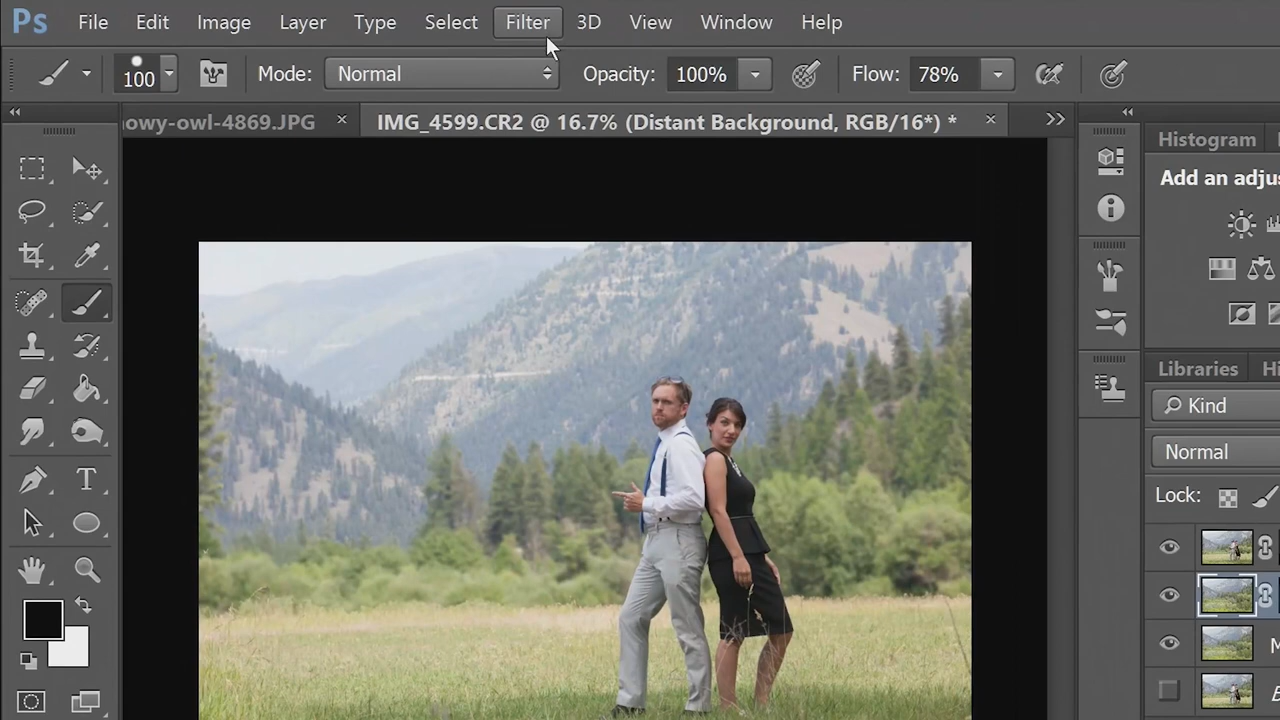 Ps File Edit Image Layer Type Select Filter 3D View Window Help
100 Mode: Normal Opacity: 100% Flow: 78%
owy-owl-4869.JPG × IMG_4599.CR2 @ 16.7% (Distant Background, RGB/16*) * ×
Histogram
Add an adjus
T
Libraries Hi
Kind
Normal
Lock:
M
B